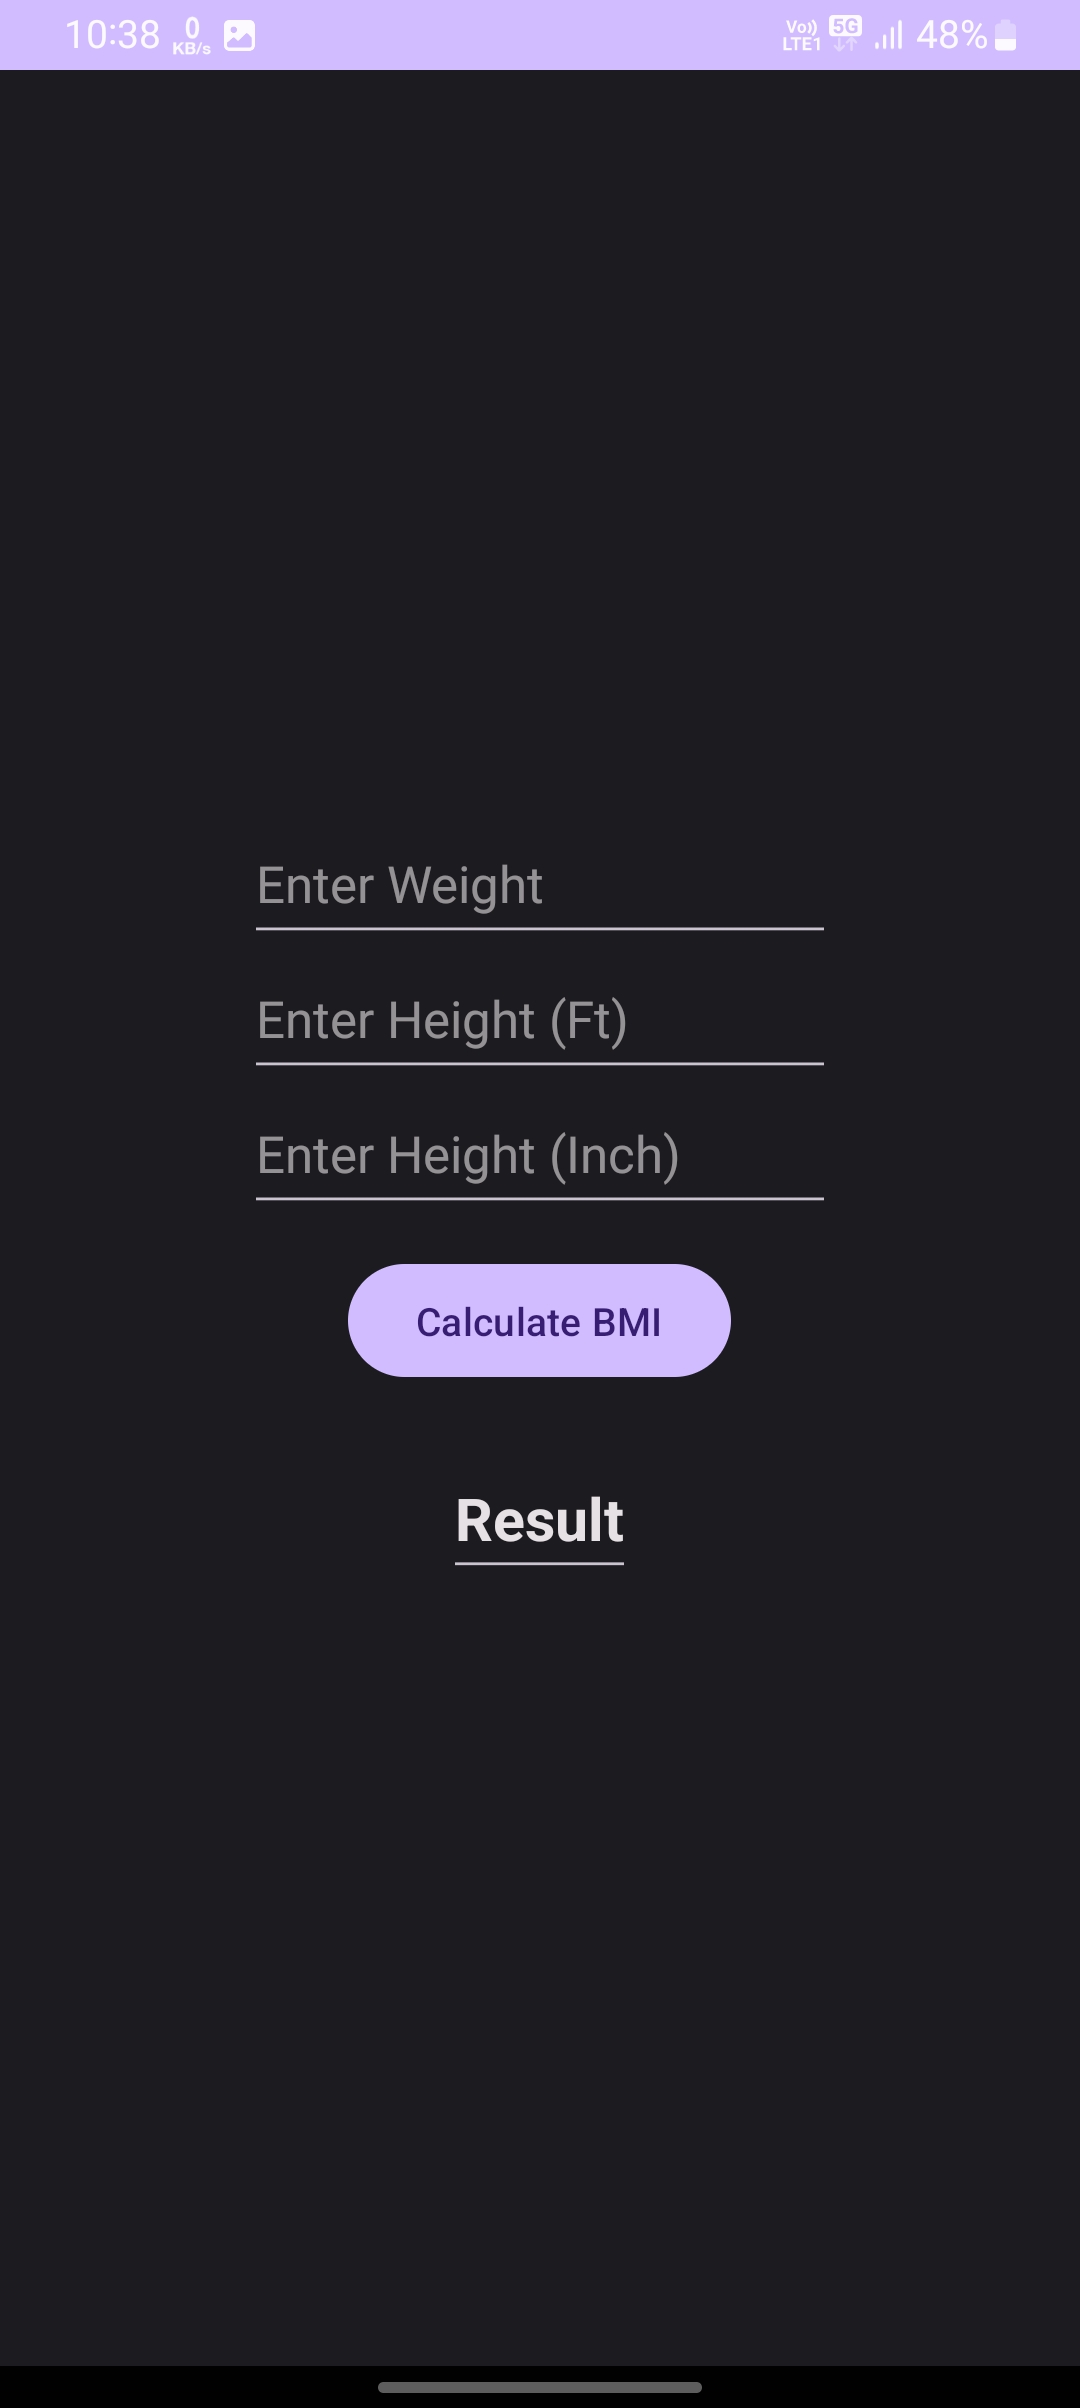 10:38 0 KB/s Vo LTE1 5G 48%
Enter Weight
Enter Height (Ft)
Enter Height (Inch)
Calculate BMI
Result